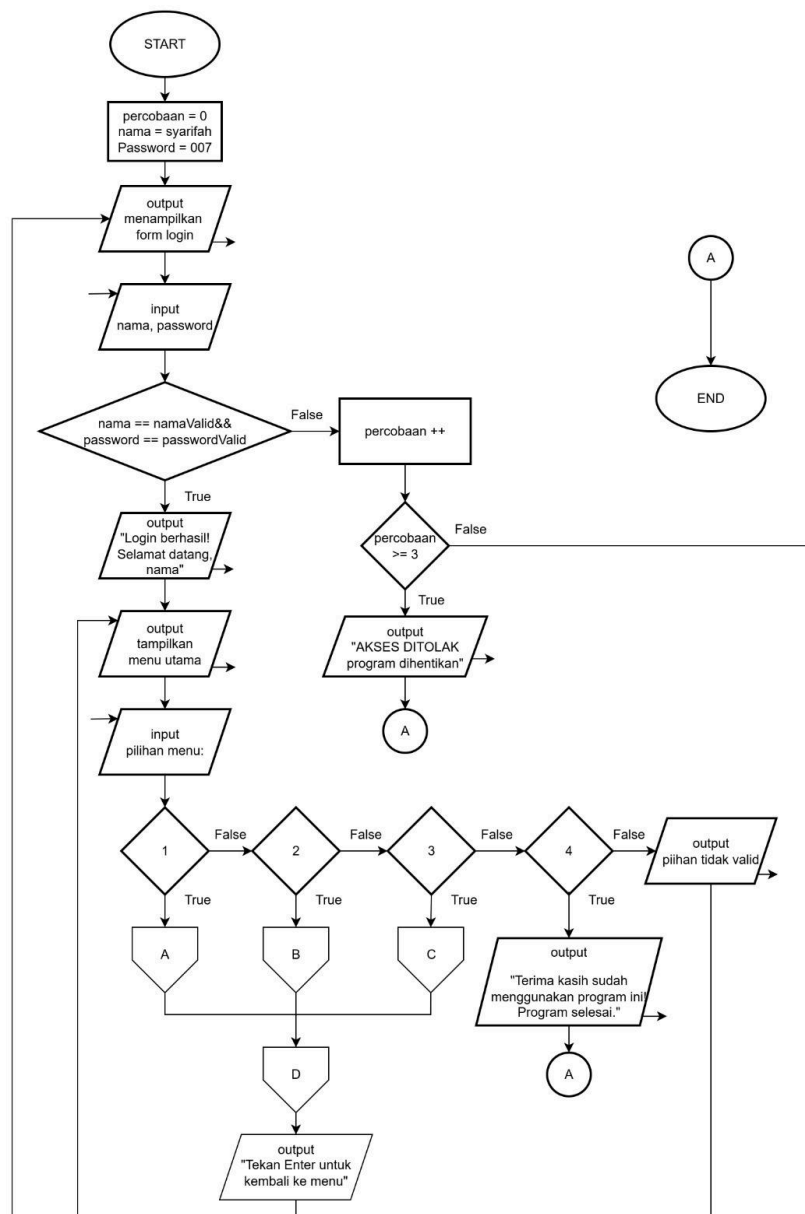 START
percobaan = 0
nama = syarifah
Password = 007
output
menampilkan
form login
input
nama, password
nama == namaValid&&
password == passwordValid
False
True
percobaan ++
percobaan
>= 3
False
True
output
"AKSES DITOLAK
program dihentikan"
A
A
END
output
"Login berhasil!
Selamat datang,
nama"
output
tampilkan
menu utama
input
pilihan menu:
1
False
True
2
False
True
3
False
True
4
False
True
output
piihan tidak valid
A
B
C
output
"Terima kasih sudah
menggunakan program ini!
Program selesai."
A
D
output
"Tekan Enter untuk
kembali ke menu"